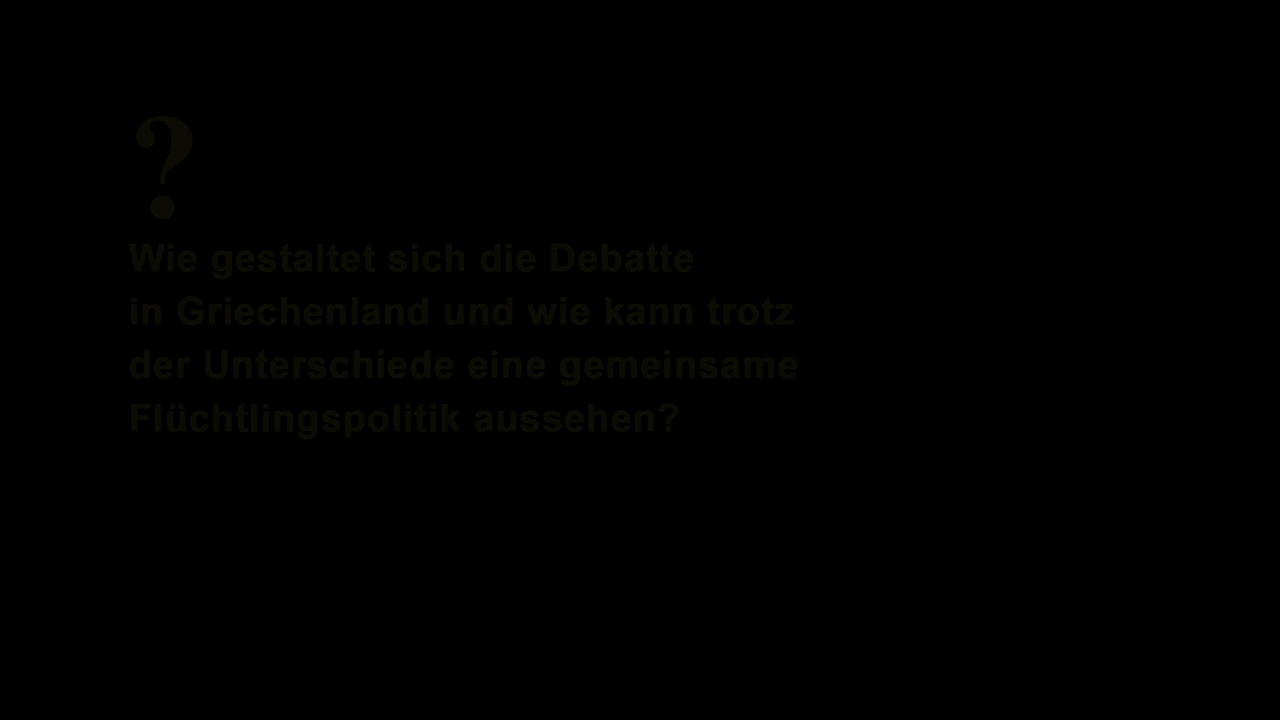 ?
Wie gestaltet sich die Debatte
in Griechenland und wie kann trotz
der Unterschiede eine gemeinsame
Flüchtlingspolitik aussehen?